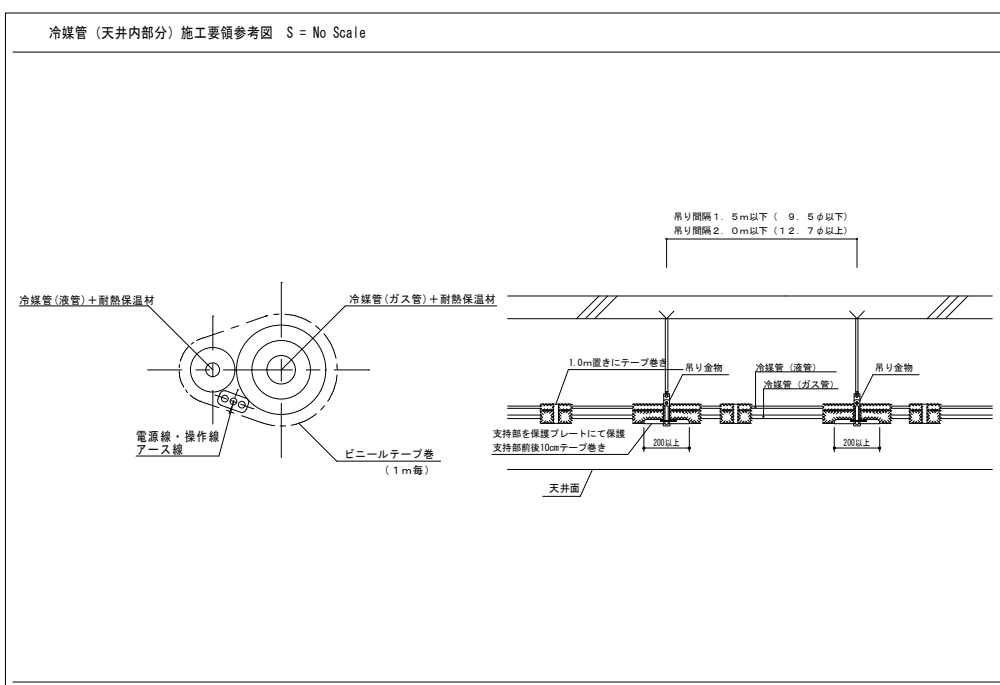 冷媒管（天井内部分）施工要領参考図　S = No Scale
吊り間隔１．５ｍ以下（　９．５φ以下）
吊り間隔２．０ｍ以下（１２．７φ以上）
冷媒管(液管)＋耐熱保温材
冷媒管(ガス管)＋耐熱保温材
電源線・操作線
アース線
ビニールテープ巻
（１ｍ毎）
1.0m置きにテープ巻き
吊り金物
冷媒管（液管）
冷媒管（ガス管）
吊り金物
支持部を保護プレートにて保護
支持部前後10cmテープ巻き
200以上
200以上
天井面